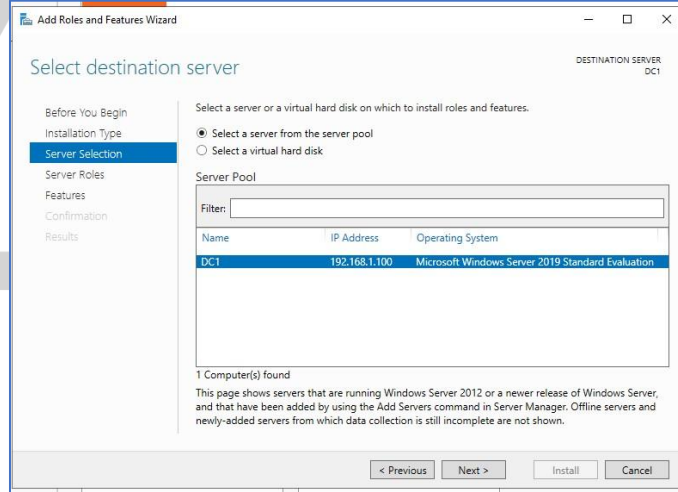 Add Roles and Features Wizard
Select destination server
DESTINATION SERVER
DC1
Before You Begin
Installation Type
Server Selection
Server Roles
Features
Confirmation
Results
Select a server or a virtual hard disk on which to install roles and features.
Select a server from the server pool
Select a virtual hard disk
Server Pool
Filter:
Name IP Address Operating System
DC1 192.168.1.100 Microsoft Windows Server 2019 Standard Evaluation
1 Computer(s) found
This page shows servers that are running Windows Server 2012 or a newer release of Windows Server,
and that have been added by using the Add Servers command in Server Manager. Offline servers and
newly-added servers from which data collection is still incomplete are not shown.
< Previous Next > Install Cancel